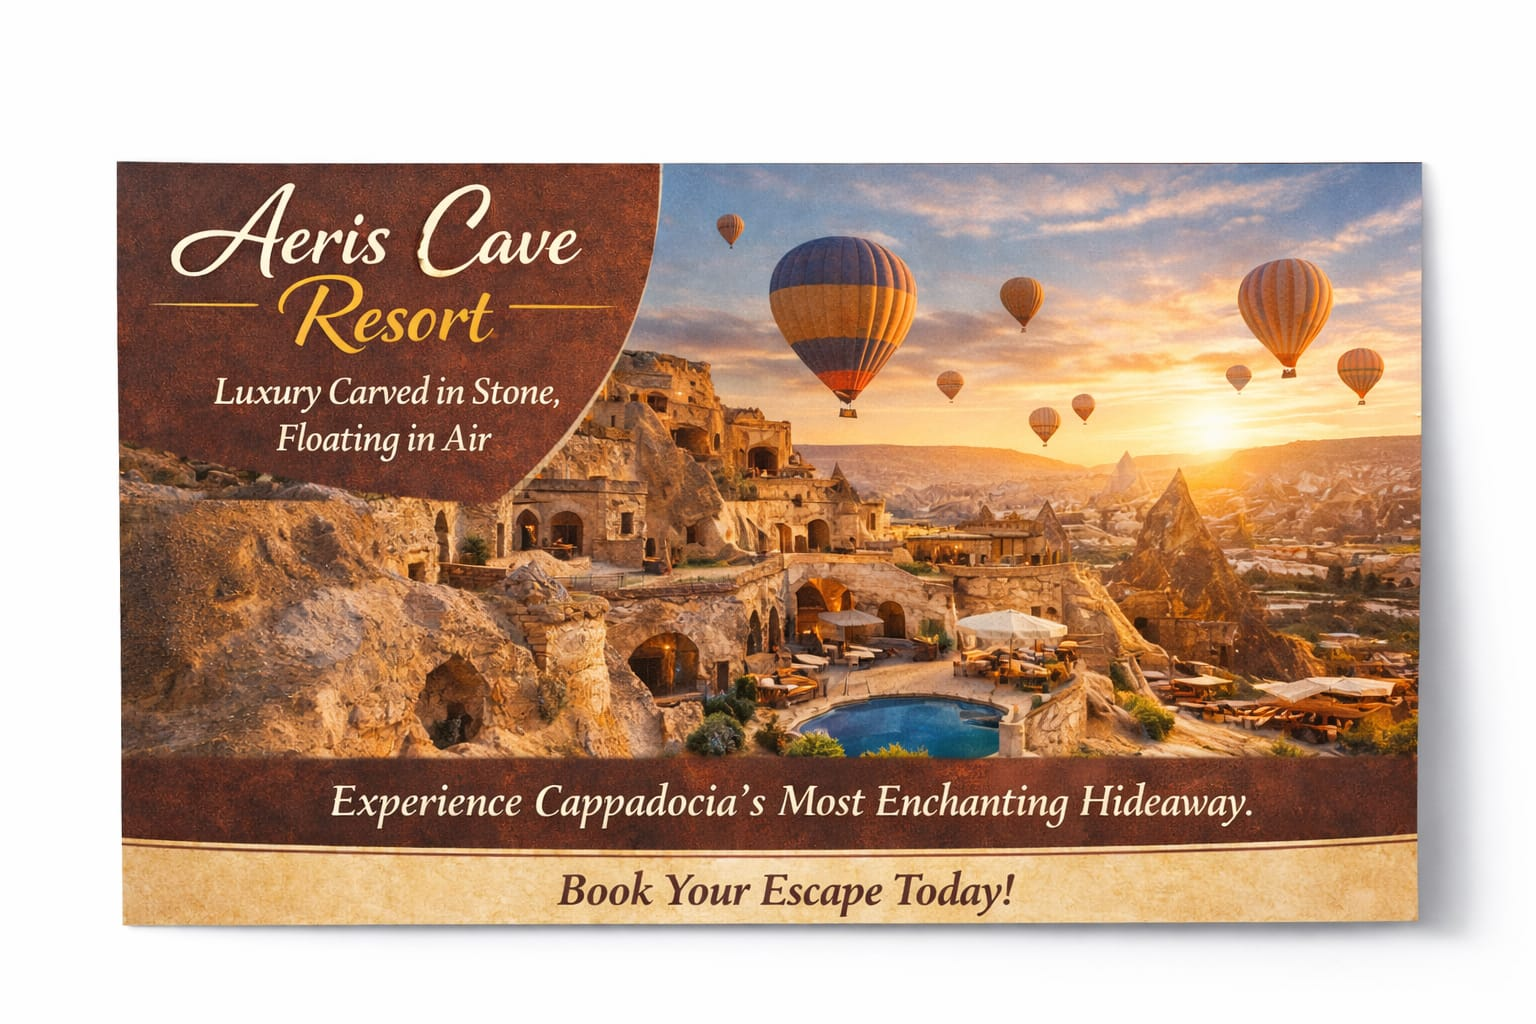 Aeris Cave
Resort
Luxury Carved in Stone,
Floating in Air
Experience Cappadocia's Most Enchanting Hideaway.
Book Your Escape Today!